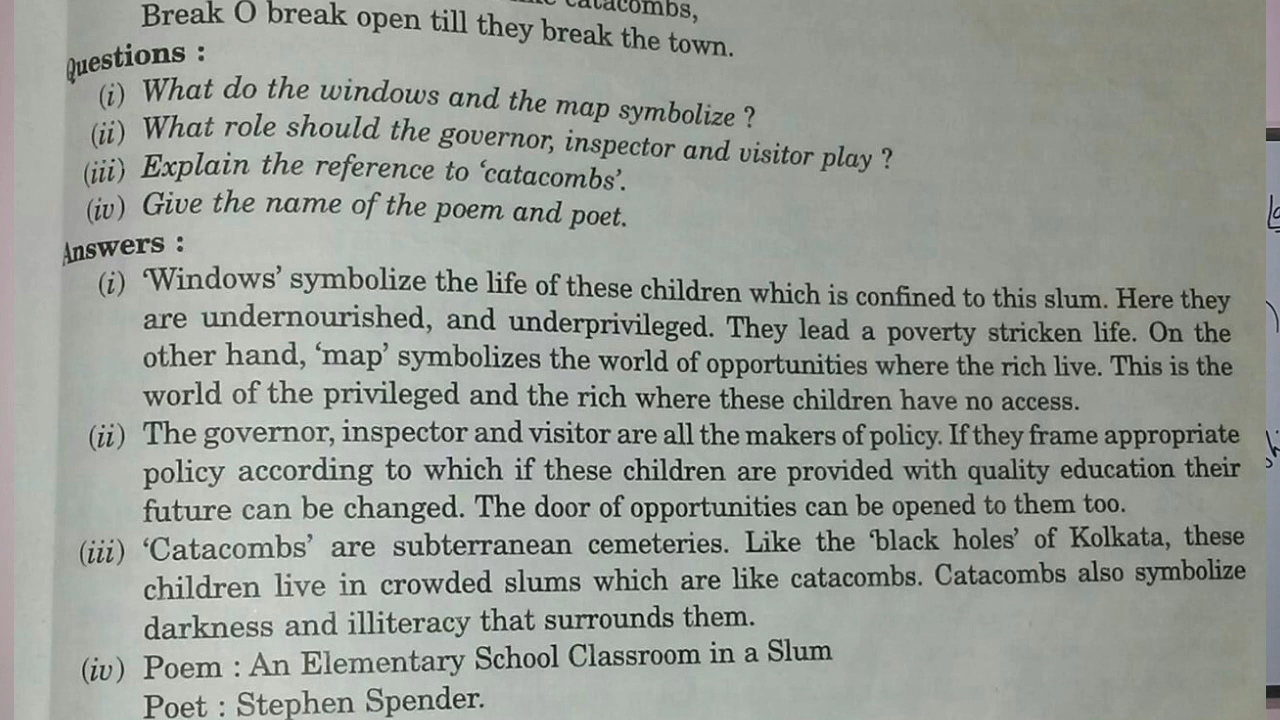 catacombs,
Break O break open till they break the town.
Questions :
(i) What do the windows and the map symbolize ?
(ii) What role should the governor, inspector and visitor play ?
(iii) Explain the reference to ‘catacombs’.
(iv) Give the name of the poem and poet.
Answers :
(i) ‘Windows’ symbolize the life of these children which is confined to this slum. Here they
are undernourished, and underprivileged. They lead a poverty stricken life. On the
other hand, ‘map’ symbolizes the world of opportunities where the rich live. This is the
world of the privileged and the rich where these children have no access.
(ii) The governor, inspector and visitor are all the makers of policy. If they frame appropriate
policy according to which if these children are provided with quality education their
future can be changed. The door of opportunities can be opened to them too.
(iii) ‘Catacombs’ are subterranean cemeteries. Like the ‘black holes’ of Kolkata, these
children live in crowded slums which are like catacombs. Catacombs also symbolize
darkness and illiteracy that surrounds them.
(iv) Poem : An Elementary School Classroom in a Slum
Poet : Stephen Spender.